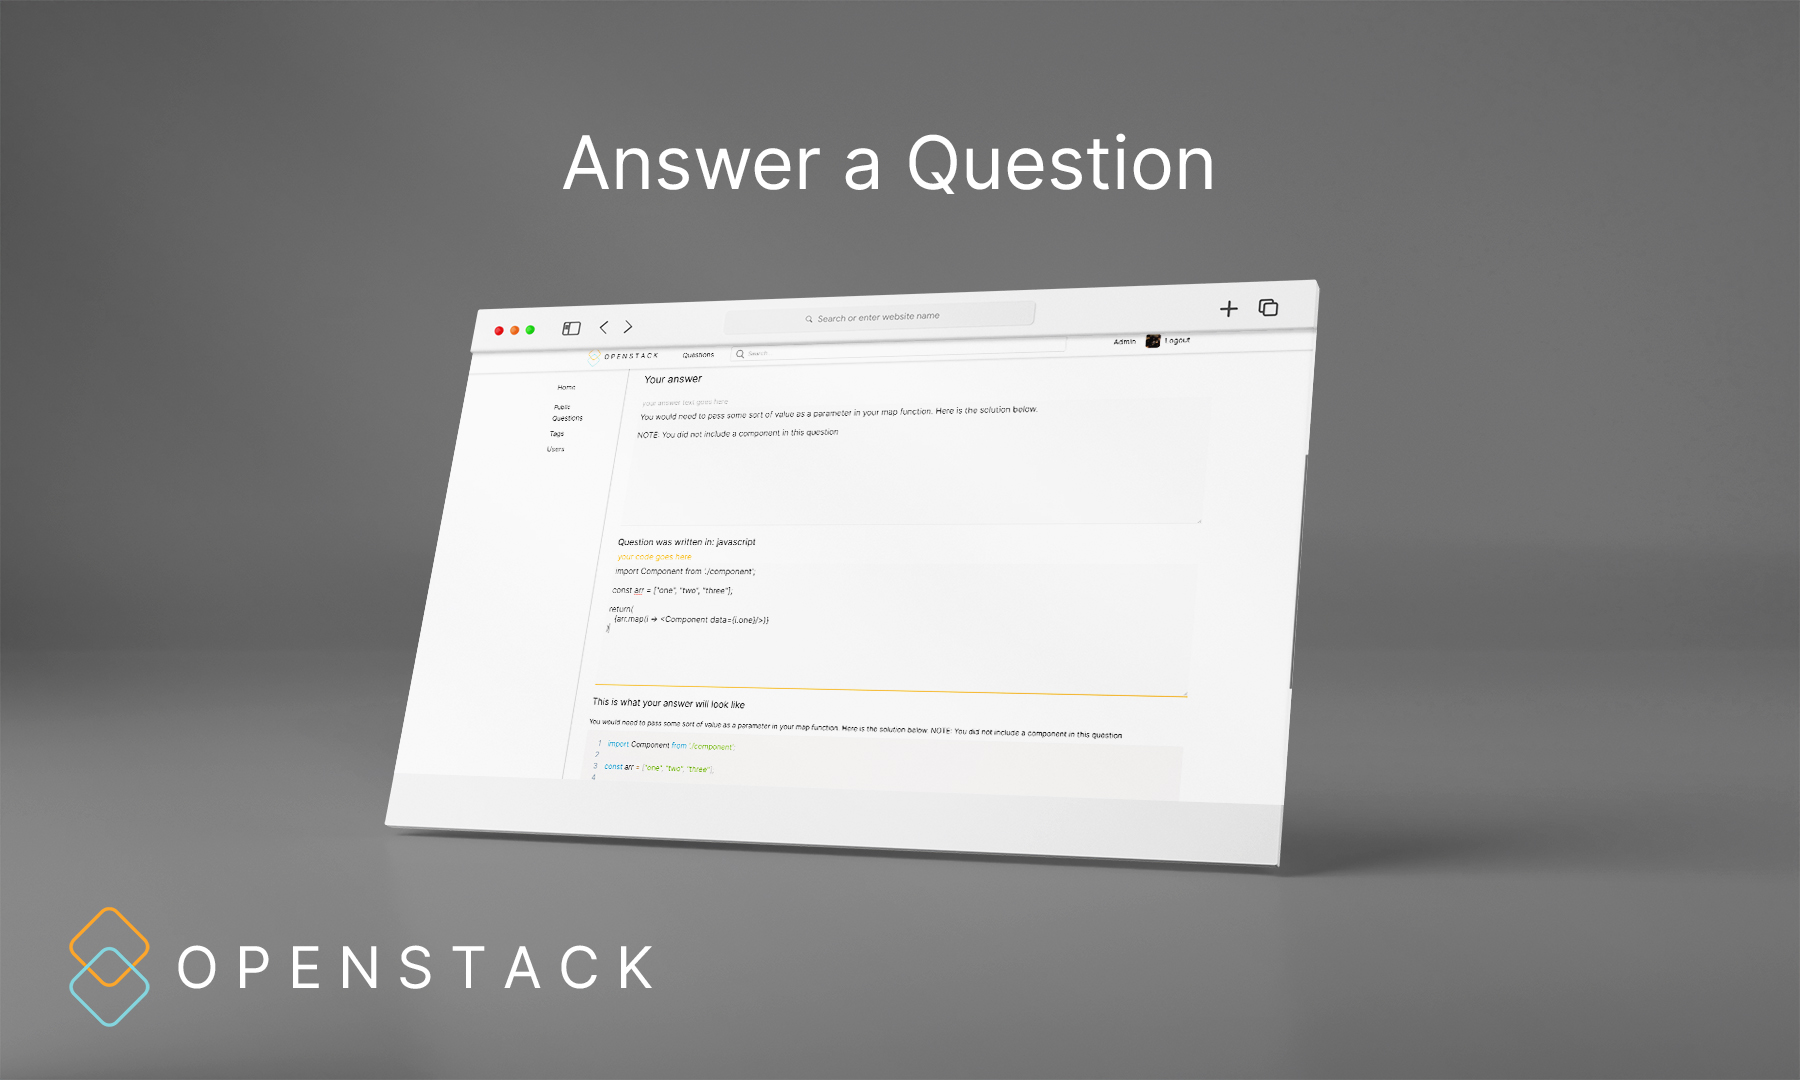 Answer a Question
Search or enter website name
OPENSTACK
Questions
Search
Admin
Logout
Home
Public
Questions
Tags
Users
Your answer
your answer text goes here
You would need to pass some sort of value as a parameter in your map function. Here is the solution below.
NOTE: You did not include a component in this question
Question was written in: javascript
your code goes here
import Component from './component';
const arr = ["one", "two", "three"];
return(
{arr.map(i => <Component data={i.one}/>)}
)
This is what your answer will look like
You would need to pass some sort of value as a parameter in your map function. Here is the solution below. NOTE: You did not include a component in this question
1 import Component from './component';
2
3 const arr = ["one", "two", "three"];
4
OPENSTACK